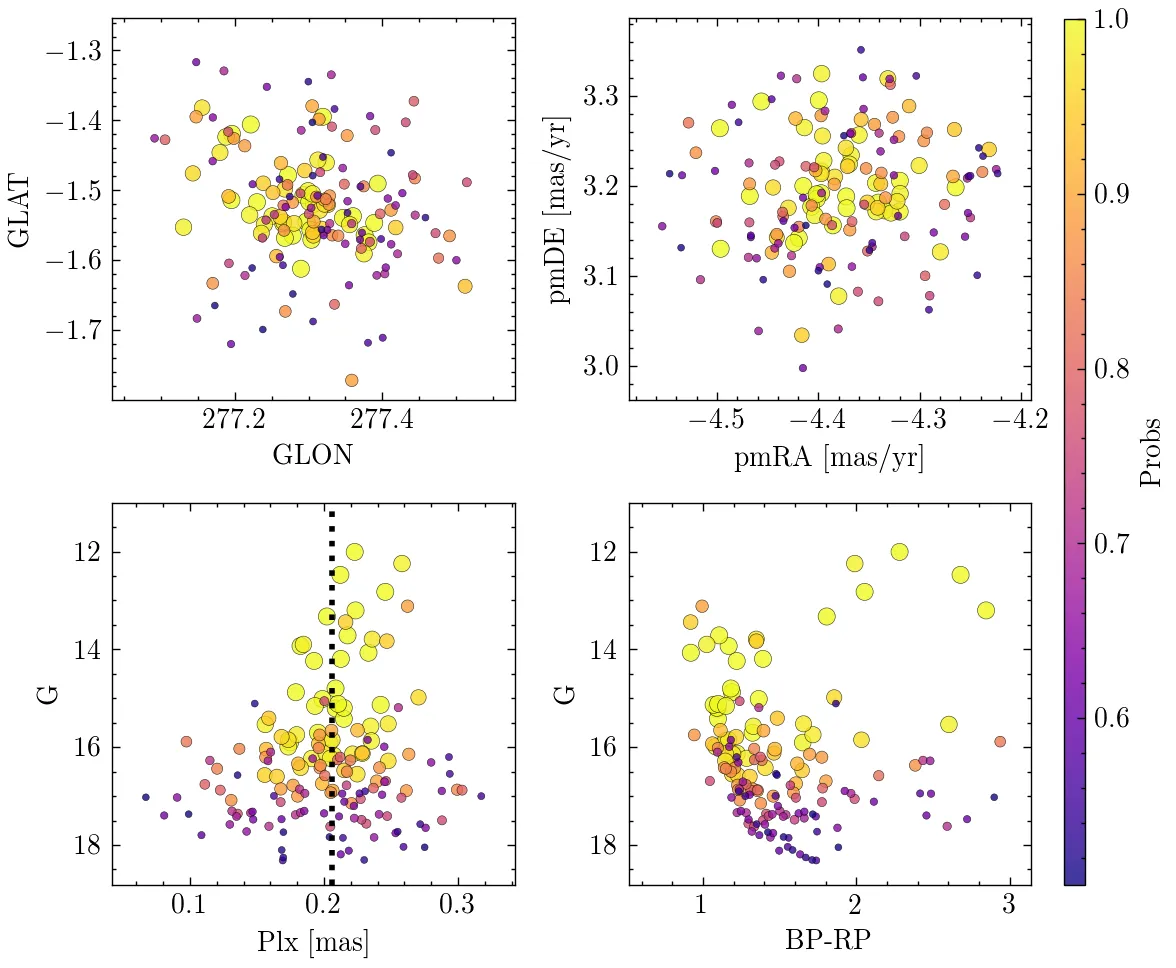 −1.3
−1.4
−1.5
−1.6
−1.7
GLAT
277.2 277.4
GLON
3.3
3.2
3.1
3.0
pmDE [mas/yr]
−4.5 −4.4 −4.3 −4.2
pmRA [mas/yr]
1.0
0.9
0.8
0.7
0.6
Probs
12
14
16
18
G
0.1 0.2 0.3
Plx [mas]
12
14
16
18
G
1 2 3
BP-RP